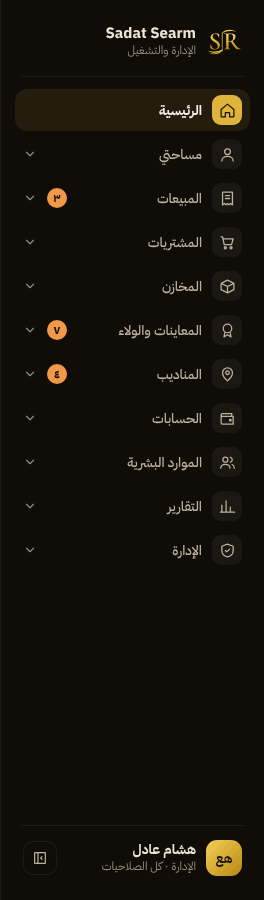 SR
Sadat Searm
الإدارة والتشغيل
الرئيسية
مساحتي
المبيعات ٣
المشتريات
المخازن
المعاينات والولاء ٧
المناديب ٤
الحسابات
الموارد البشرية
التقارير
الإدارة
هع
هشام عادل
الإدارة · كل الصلاحيات